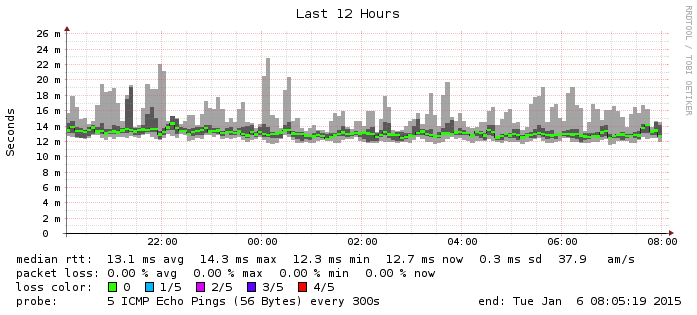 Last 12 Hours
RRDTOOL / TOBI OETIKER
Seconds
26 m
24 m
22 m
20 m
18 m
16 m
14 m
12 m
10 m
8 m
6 m
4 m
2 m
0
22:00 00:00 02:00 04:00 06:00 08:00
median rtt: 13.1 ms avg 14.3 ms max 12.3 ms min 12.7 ms now 0.3 ms sd 37.9 am/s
packet loss: 0.00 % avg 0.00 % max 0.00 % min 0.00 % now
loss color: 0 1/5 2/5 3/5 4/5
probe: 5 ICMP Echo Pings (56 Bytes) every 300s end: Tue Jan 6 08:05:19 2015